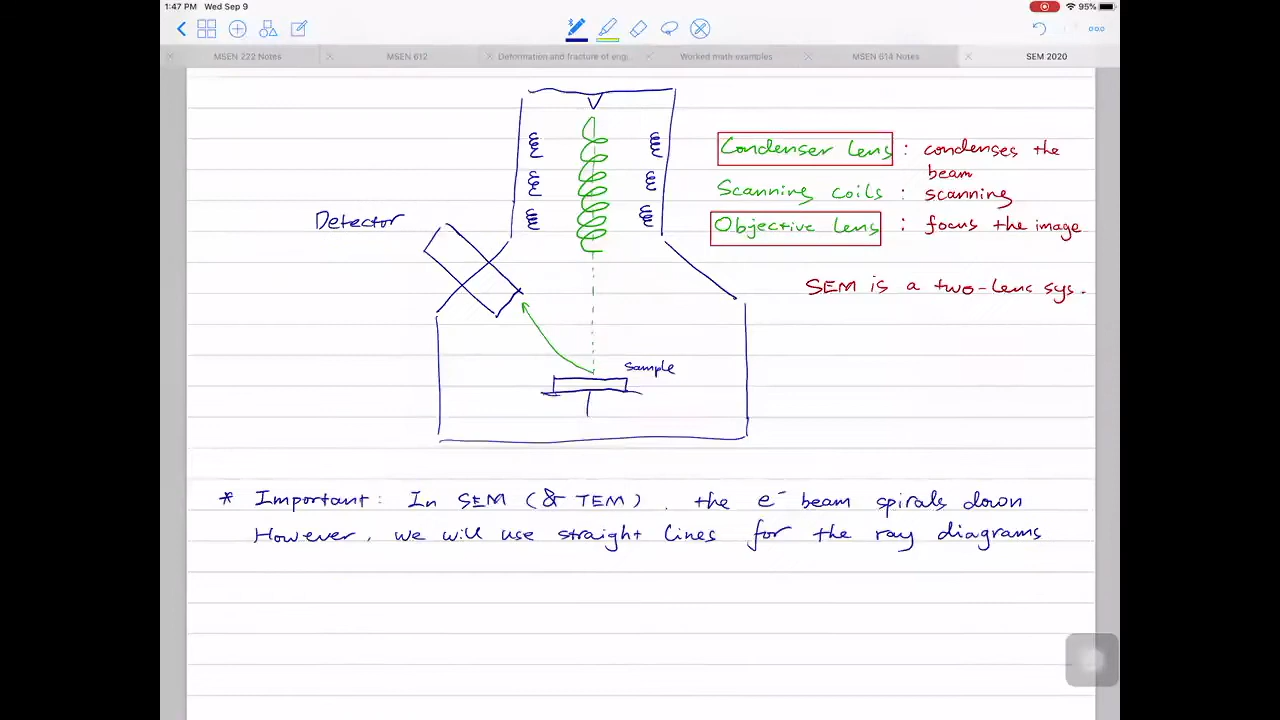 1:47 PM Wed Sep 9
95%
MSEN 222 Notes
MSEN 612
Deformation and fracture of engi
Worked math examples
MSEN 614 Notes
SEM 2020
Condenser Lens : condenses the
beam
Scanning coils : scanning
Objective Lens : focus the image
Detector
SEM is a two-lens sys.
Sample
* Important: In SEM (& TEM). the e⁻ beam spirals down
However, we will use straight lines for the ray diagrams